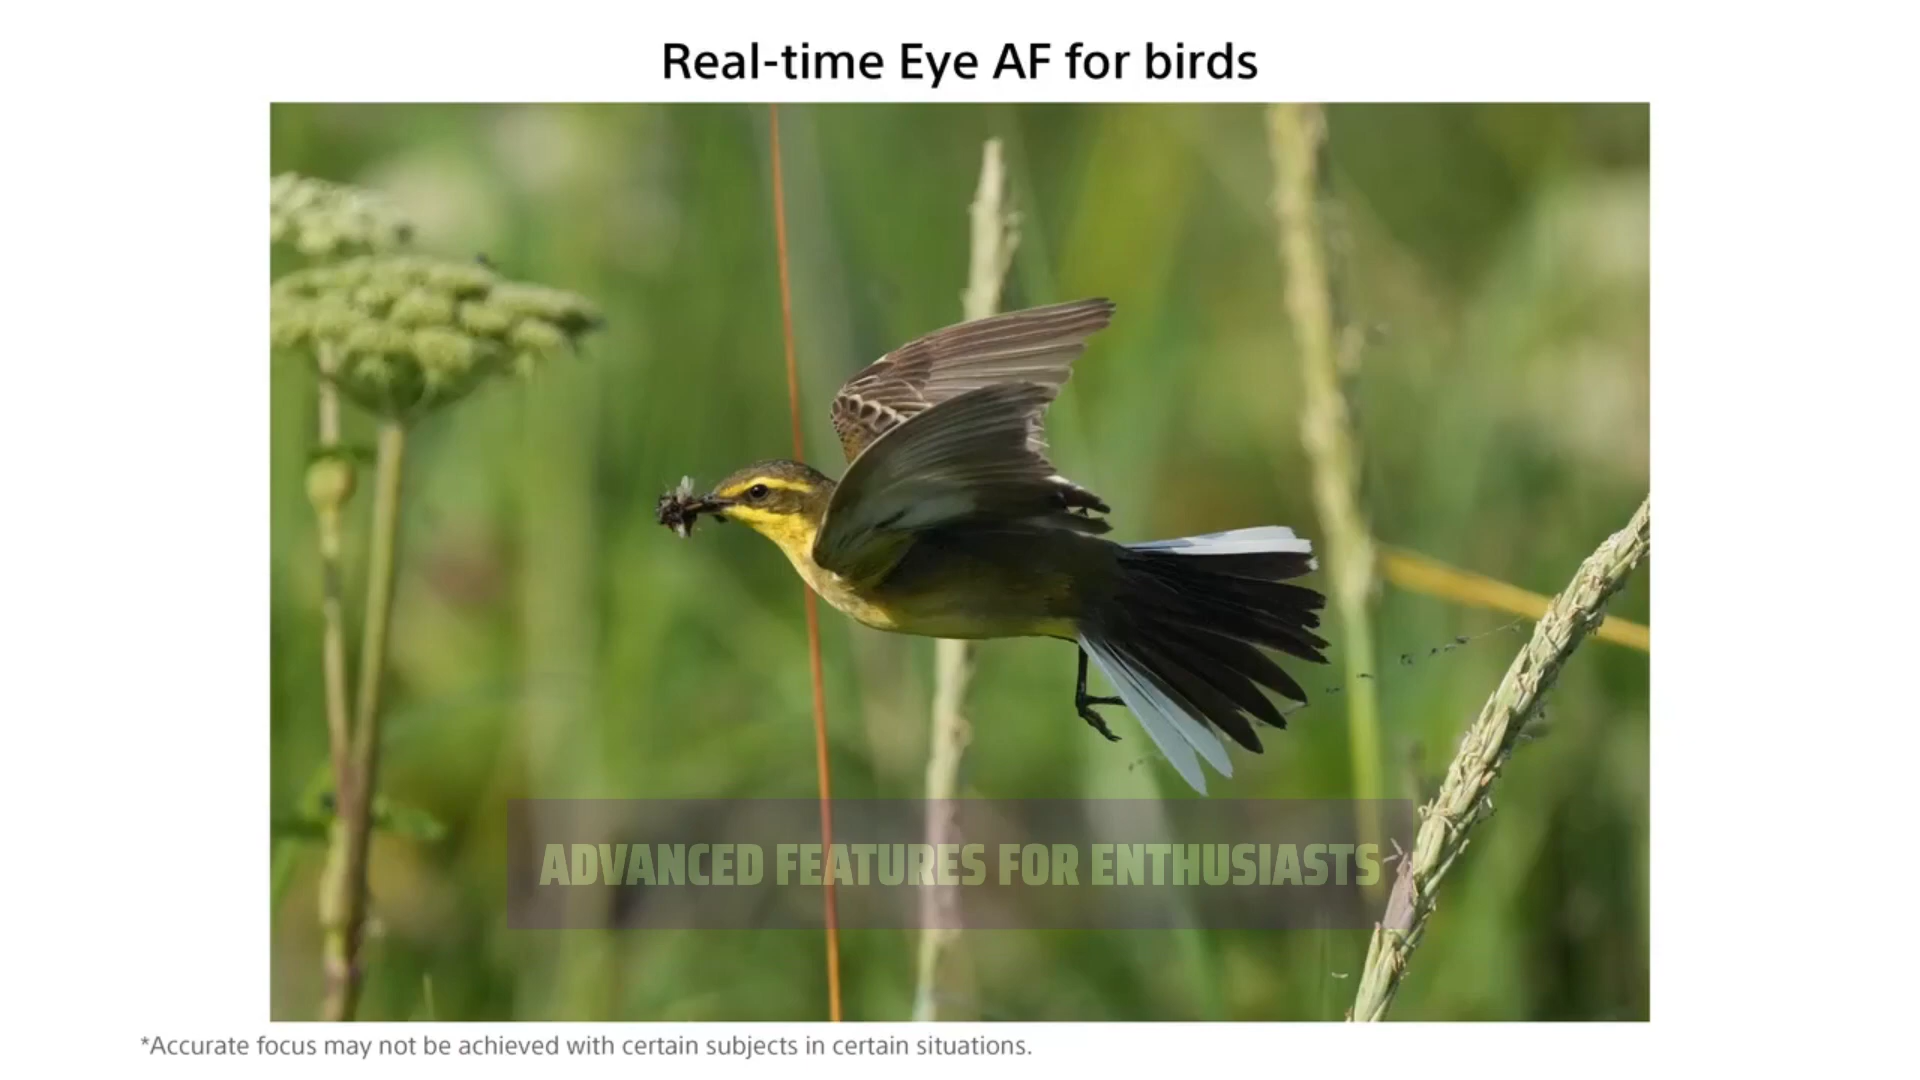 Real-time Eye AF for birds
ADVANCED FEATURES FOR ENTHUSIASTS
*Accurate focus may not be achieved with certain subjects in certain situations.